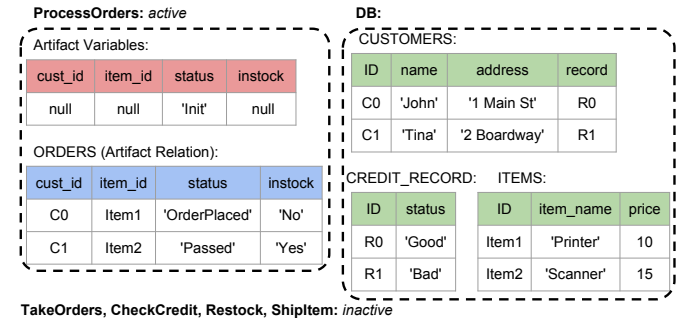 ProcessOrders: active
Artifact Variables:
cust_id item_id status instock
null null 'Init' null
ORDERS (Artifact Relation):
cust_id item_id status instock
C0 Item1 'OrderPlaced' 'No'
C1 Item2 'Passed' 'Yes'
DB:
CUSTOMERS:
ID name address record
C0 'John' '1 Main St' R0
C1 'Tina' '2 Boardway' R1
CREDIT_RECORD:
ID status
R0 'Good'
R1 'Bad'
ITEMS:
ID item_name price
Item1 'Printer' 10
Item2 'Scanner' 15
TakeOrders, CheckCredit, Restock, ShipItem: inactive